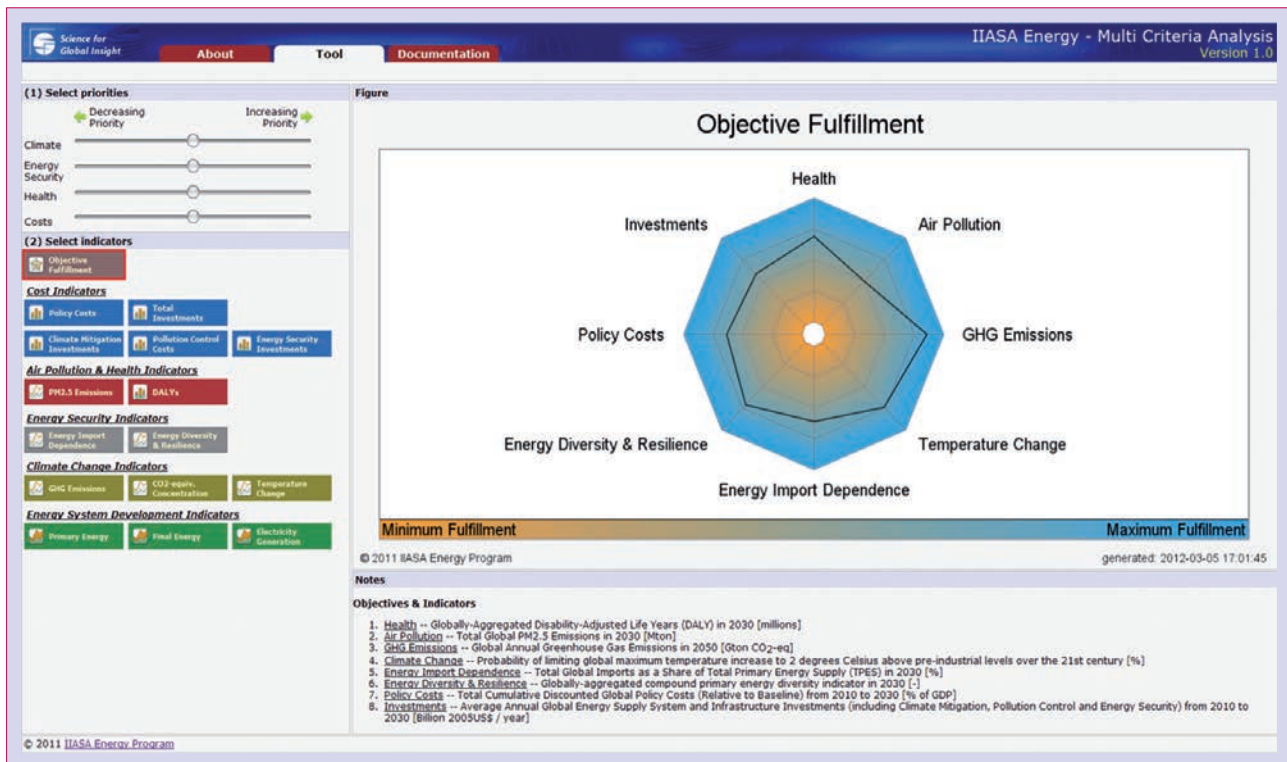 Science for
Global Insight
About
Tool
Documentation
IIASA Energy - Multi Criteria Analysis
Version 1.0
(1) Select priorities
Decreasing
Priority
Increasing
Priority
Climate
Energy
Security
Health
Costs
(2) Select indicators
Objective
Fulfillment
Cost Indicators
Policy Costs
Total
Investments
Climate Mitigation
Investments
Pollution Control
Costs
Energy Security
Investments
Air Pollution & Health Indicators
PM2.5 Emissions
DALYs
Energy Security Indicators
Energy Import
Dependence
Energy Diversity
& Resilience
Climate Change Indicators
GHG Emissions
CO2-equiv.
Concentration
Temperature
Change
Energy System Development Indicators
Primary Energy
Final Energy
Electricity
Generation
Figure
Objective Fulfillment
Health
Investments
Air Pollution
Policy Costs
GHG Emissions
Energy Diversity & Resilience
Temperature Change
Energy Import Dependence
Minimum Fulfillment
Maximum Fulfillment
© 2011 IIASA Energy Program
generated: 2012-03-05 17:01:45
Notes
Objectives & Indicators
1. Health -- Globally-Aggregated Disability-Adjusted Life Years (DALY) in 2030 [millions]
2. Air Pollution -- Total Global PM2.5 Emissions in 2030 [Mton]
3. GHG Emissions -- Global Annual Greenhouse Gas Emissions in 2050 [Gton CO2-eq]
4. Climate Change -- Probability of limiting global maximum temperature increase to 2 degrees Celsius above pre-industrial levels over the 21st century [%]
5. Energy Import Dependence -- Total Global Imports as a Share of Total Primary Energy Supply (TPES) in 2030 [%]
6. Energy Diversity & Resilience -- Globally-aggregated compound primary energy diversity indicator in 2030 [-]
7. Policy Costs -- Total Cumulative Discounted Global Policy Costs (Relative to Baseline) from 2010 to 2030 [% of GDP]
8. Investments -- Average Annual Global Energy Supply System and Infrastructure Investments (including Climate Mitigation, Pollution Control and Energy Security) from 2010 to
2030 [Billion 2005US$ / year]
© 2011 IIASA Energy Program